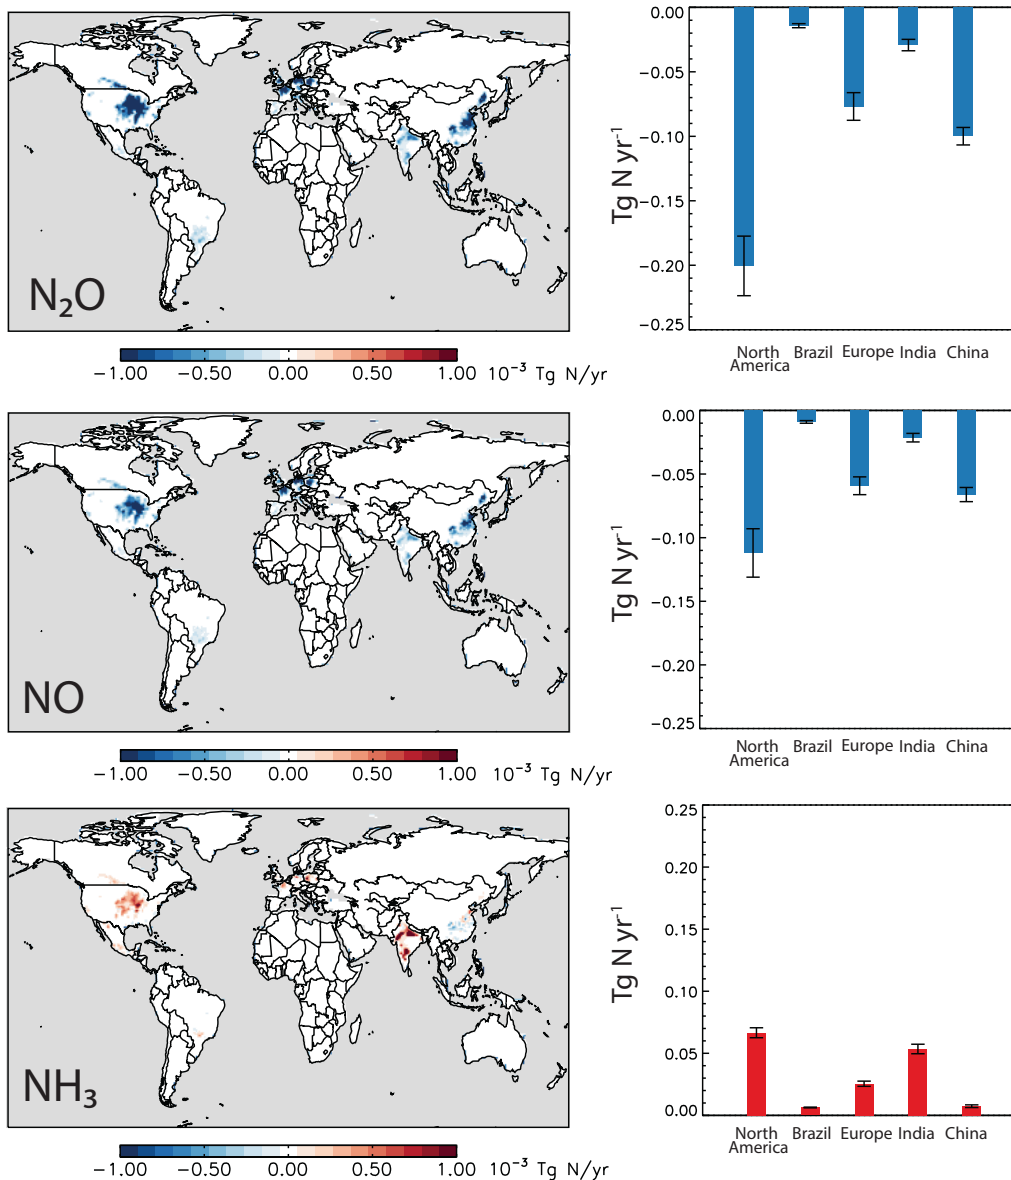 N₂O
−1.00 −0.50 0.00 0.50 1.00 10⁻³ Tg N/yr
Tg N yr⁻¹
0.00
−0.05
−0.10
−0.15
−0.20
−0.25
North America Brazil Europe India China
NO
−1.00 −0.50 0.00 0.50 1.00 10⁻³ Tg N/yr
Tg N yr⁻¹
0.00
−0.05
−0.10
−0.15
−0.20
−0.25
North America Brazil Europe India China
NH₃
−1.00 −0.50 0.00 0.50 1.00 10⁻³ Tg N/yr
Tg N yr⁻¹
0.25
0.20
0.15
0.10
0.05
0.00
North America Brazil Europe India China